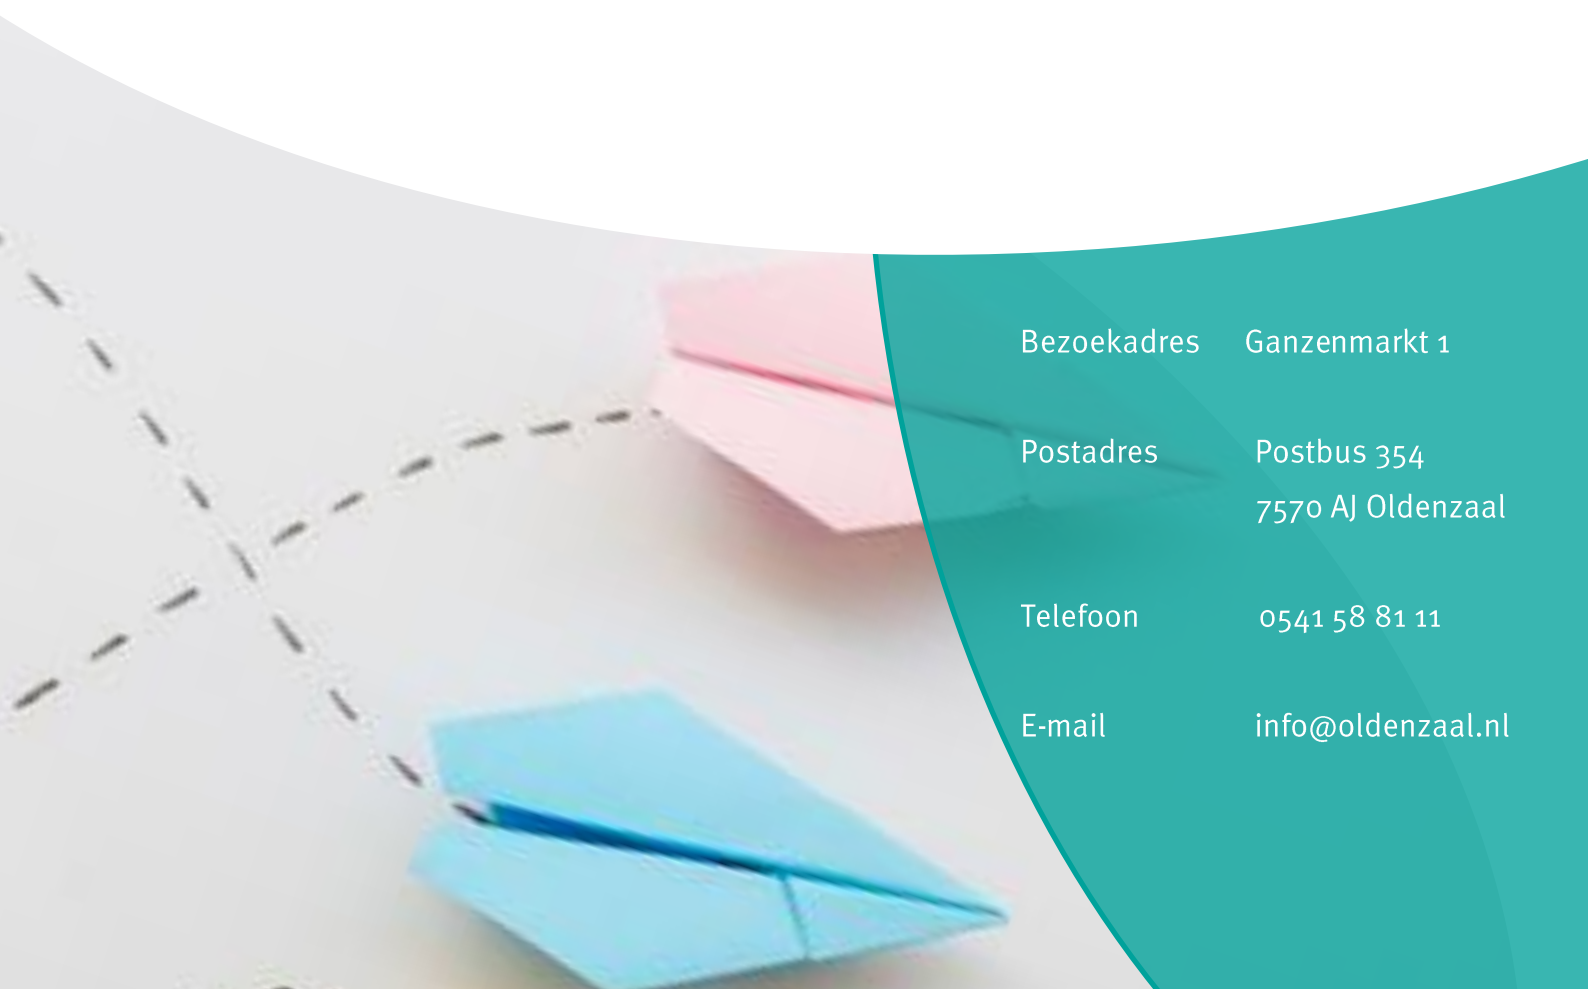 Bezoekadres Ganzenmarkt 1
Postadres Postbus 354
7570 AJ Oldenzaal
Telefoon 0541 58 81 11
E-mail info@oldenzaal.nl